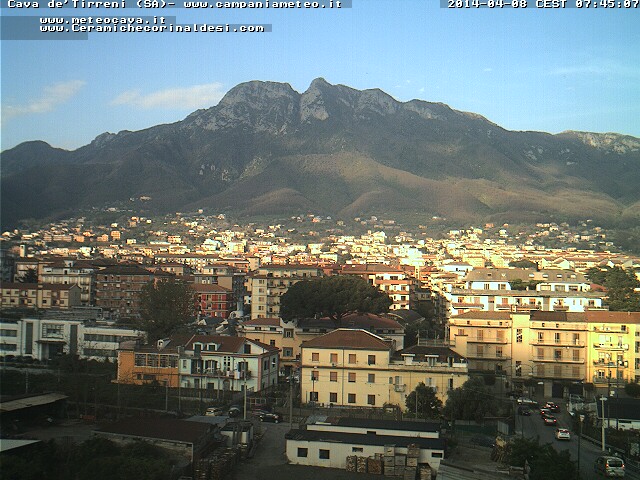 Cava de'Tirreni (SA)- www.campaniameteo.it
2014-04-08 CEST 07:45:07
www.meteocava.it
www.Ceramichecorinaldesi.com